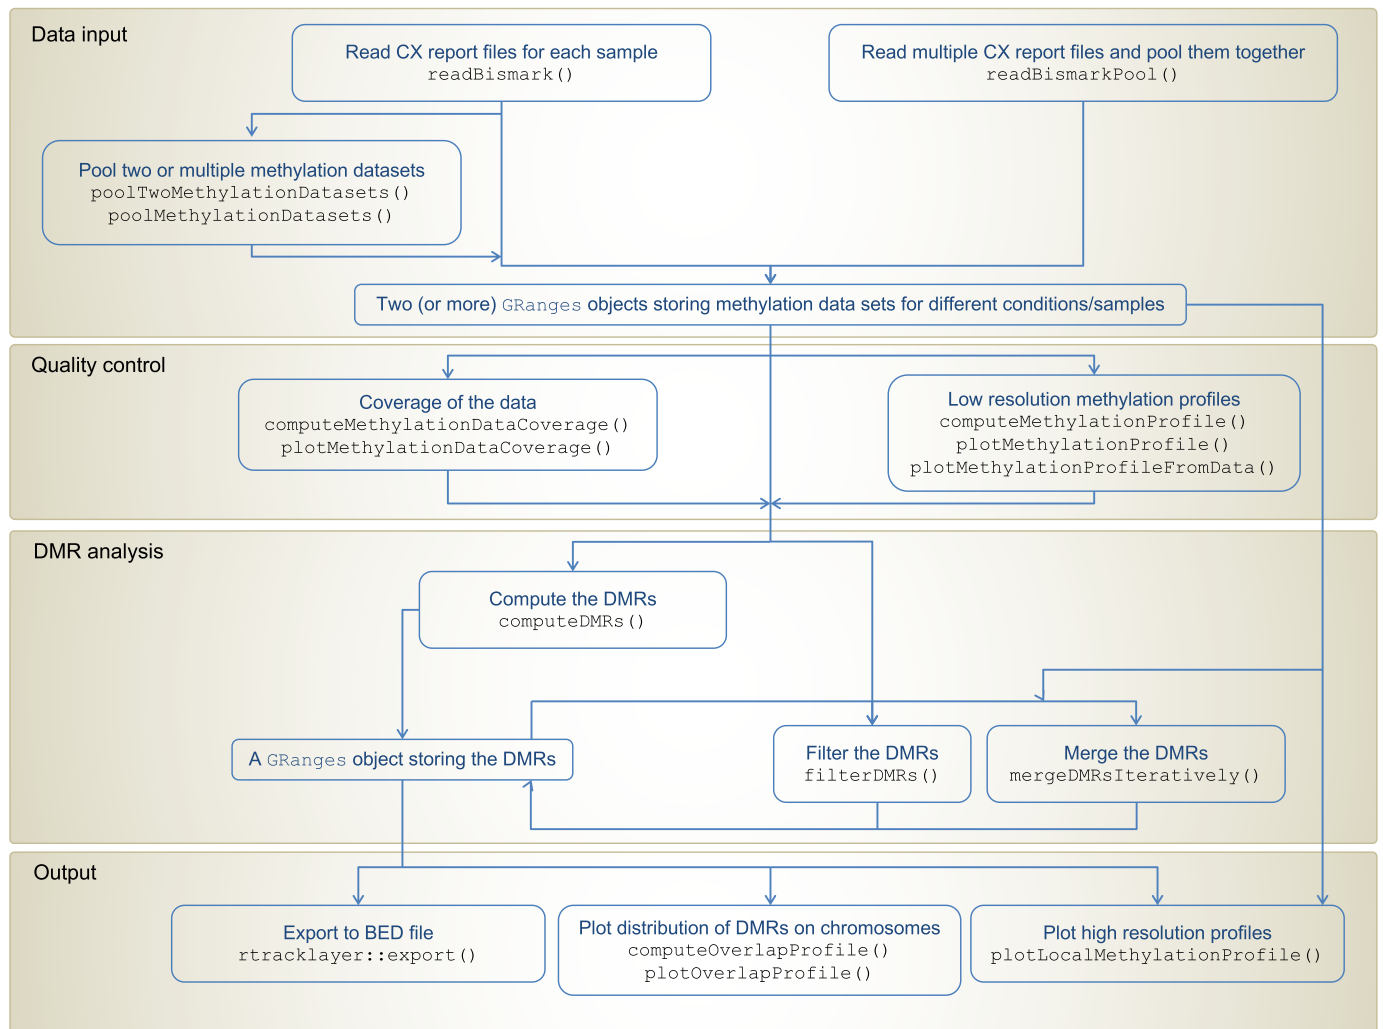 Data input
Read CX report files for each sample
readBismark()
Read multiple CX report files and pool them together
readBismarkPool()
Pool two or multiple methylation datasets
poolTwoMethylationDatasets()
poolMethylationDatasets()
Two (or more) GRanges objects storing methylation data sets for different conditions/samples
Quality control
Coverage of the data
computeMethylationDataCoverage()
plotMethylationDataCoverage()
Low resolution methylation profiles
computeMethylationProfile()
plotMethylationProfile()
plotMethylationProfileFromData()
DMR analysis
Compute the DMRs
computeDMRs()
A GRanges object storing the DMRs
Filter the DMRs
filterDMRs()
Merge the DMRs
mergeDMRsIteratively()
Output
Export to BED file
rtracklayer::export()
Plot distribution of DMRs on chromosomes
computeOverlapProfile()
plotOverlapProfile()
Plot high resolution profiles
plotLocalMethylationProfile()